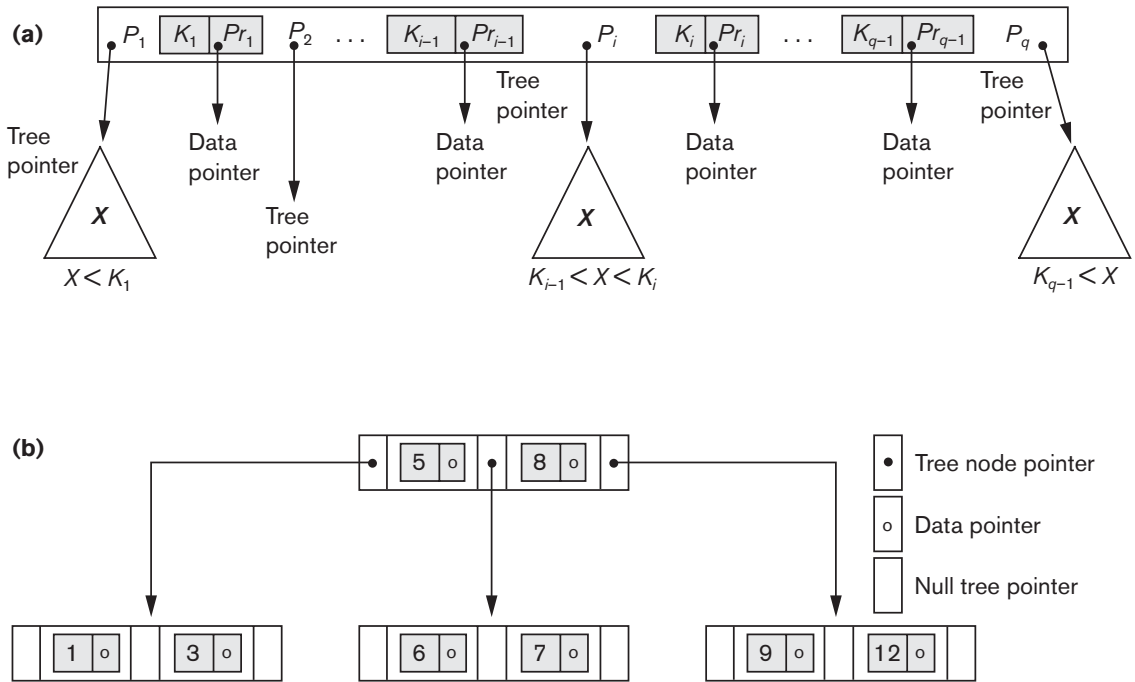 (a) P1 K1 Pr1 P2 . . . Ki–1 Pri–1 Pi Ki Pri . . . Kq–1 Prq–1 Pq
Tree pointer
Data pointer
Tree pointer
Data pointer
Tree pointer
Data pointer
Data pointer
Tree pointer
X
X
X
X < K1
Ki–1 < X < Ki
Kq–1 < X
(b)
5 o 8 o
Tree node pointer
o Data pointer
Null tree pointer
1 o 3 o
6 o 7 o
9 o 12 o